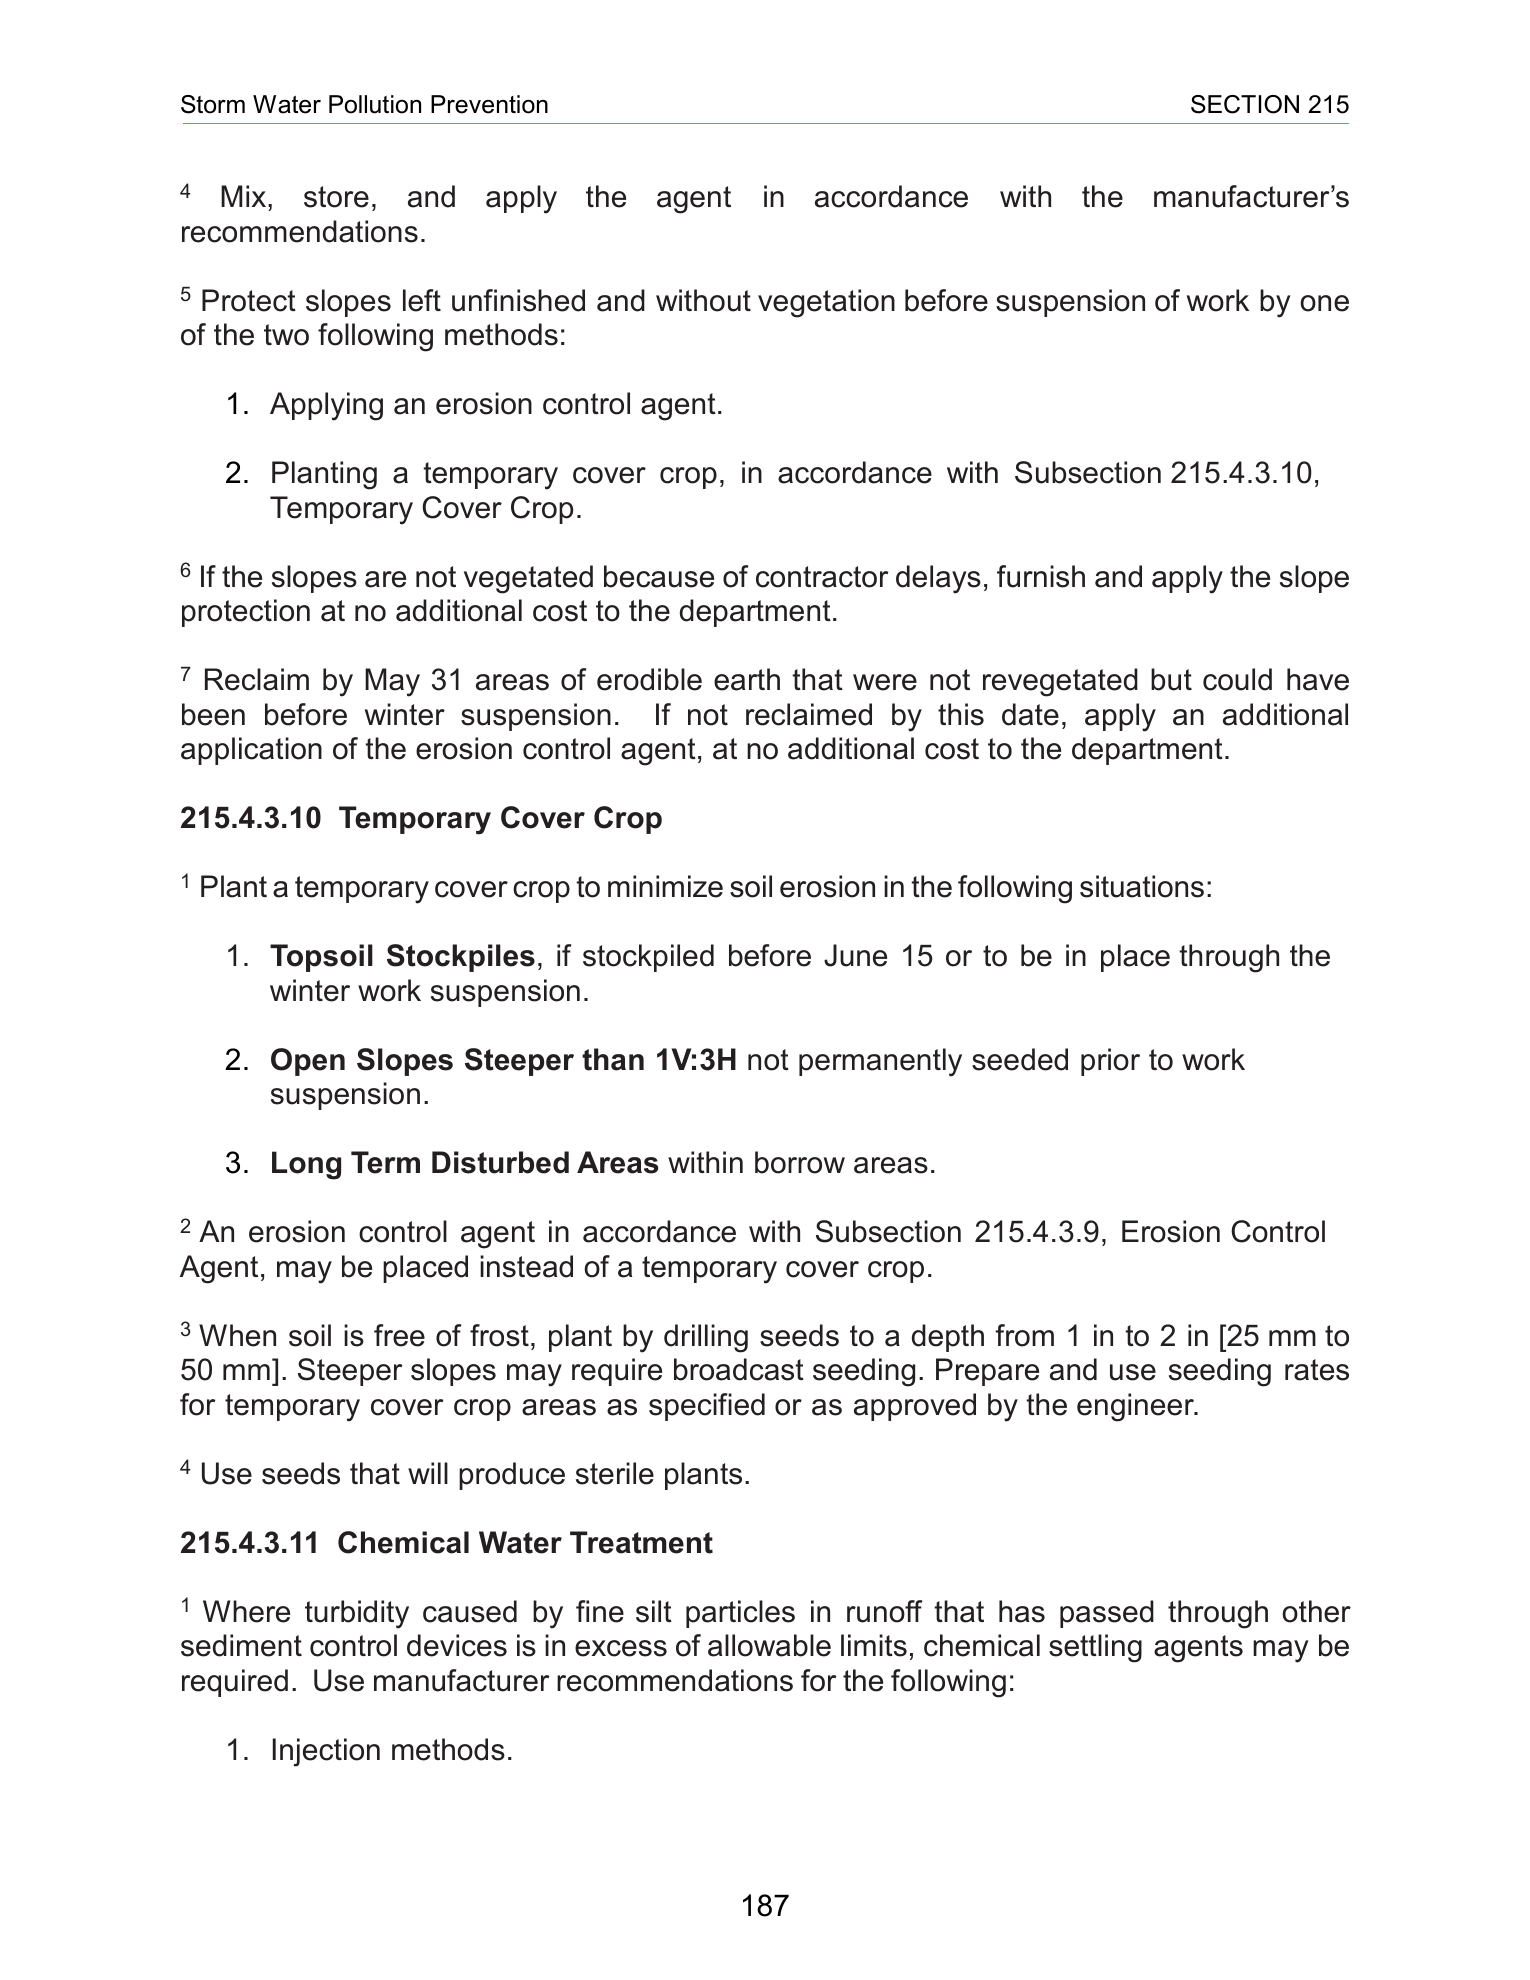 Storm Water Pollution Prevention SECTION 215
4 Mix, store, and apply the agent in accordance with the manufacturer’s
recommendations.
5 Protect slopes left unfinished and without vegetation before suspension of work by one
of the two following methods:
1. Applying an erosion control agent.
2. Planting a temporary cover crop, in accordance with Subsection 215.4.3.10,
Temporary Cover Crop.
6 If the slopes are not vegetated because of contractor delays, furnish and apply the slope
protection at no additional cost to the department.
7 Reclaim by May 31 areas of erodible earth that were not revegetated but could have
been before winter suspension. If not reclaimed by this date, apply an additional
application of the erosion control agent, at no additional cost to the department.
215.4.3.10 Temporary Cover Crop
1 Plant a temporary cover crop to minimize soil erosion in the following situations:
1. Topsoil Stockpiles, if stockpiled before June 15 or to be in place through the
winter work suspension.
2. Open Slopes Steeper than 1V:3H not permanently seeded prior to work
suspension.
3. Long Term Disturbed Areas within borrow areas.
2 An erosion control agent in accordance with Subsection 215.4.3.9, Erosion Control
Agent, may be placed instead of a temporary cover crop.
3 When soil is free of frost, plant by drilling seeds to a depth from 1 in to 2 in [25 mm to
50 mm]. Steeper slopes may require broadcast seeding. Prepare and use seeding rates
for temporary cover crop areas as specified or as approved by the engineer.
4 Use seeds that will produce sterile plants.
215.4.3.11 Chemical Water Treatment
1 Where turbidity caused by fine silt particles in runoff that has passed through other
sediment control devices is in excess of allowable limits, chemical settling agents may be
required. Use manufacturer recommendations for the following:
1. Injection methods.
187